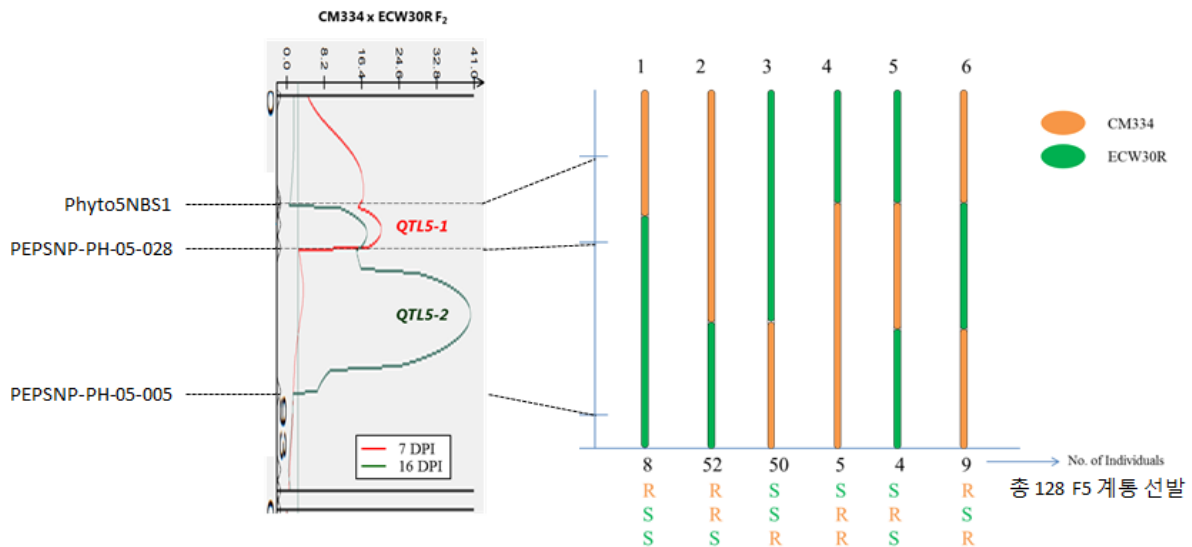 CM334 x ECW30R F2
0.0 8.2 16.4 24.6 32.8 41.0
0
Phyto5NBS1
PEPSNP-PH-05-028
PEPSNP-PH-05-005
QTL5-1
QTL5-2
7 DPI
16 DPI
1 2 3 4 5 6
CM334
ECW30R
8 52 50 5 4 9
No. of Individuals
R R S S S R
총 128 F5 계통 선발
S R S R R S
S S R R S R